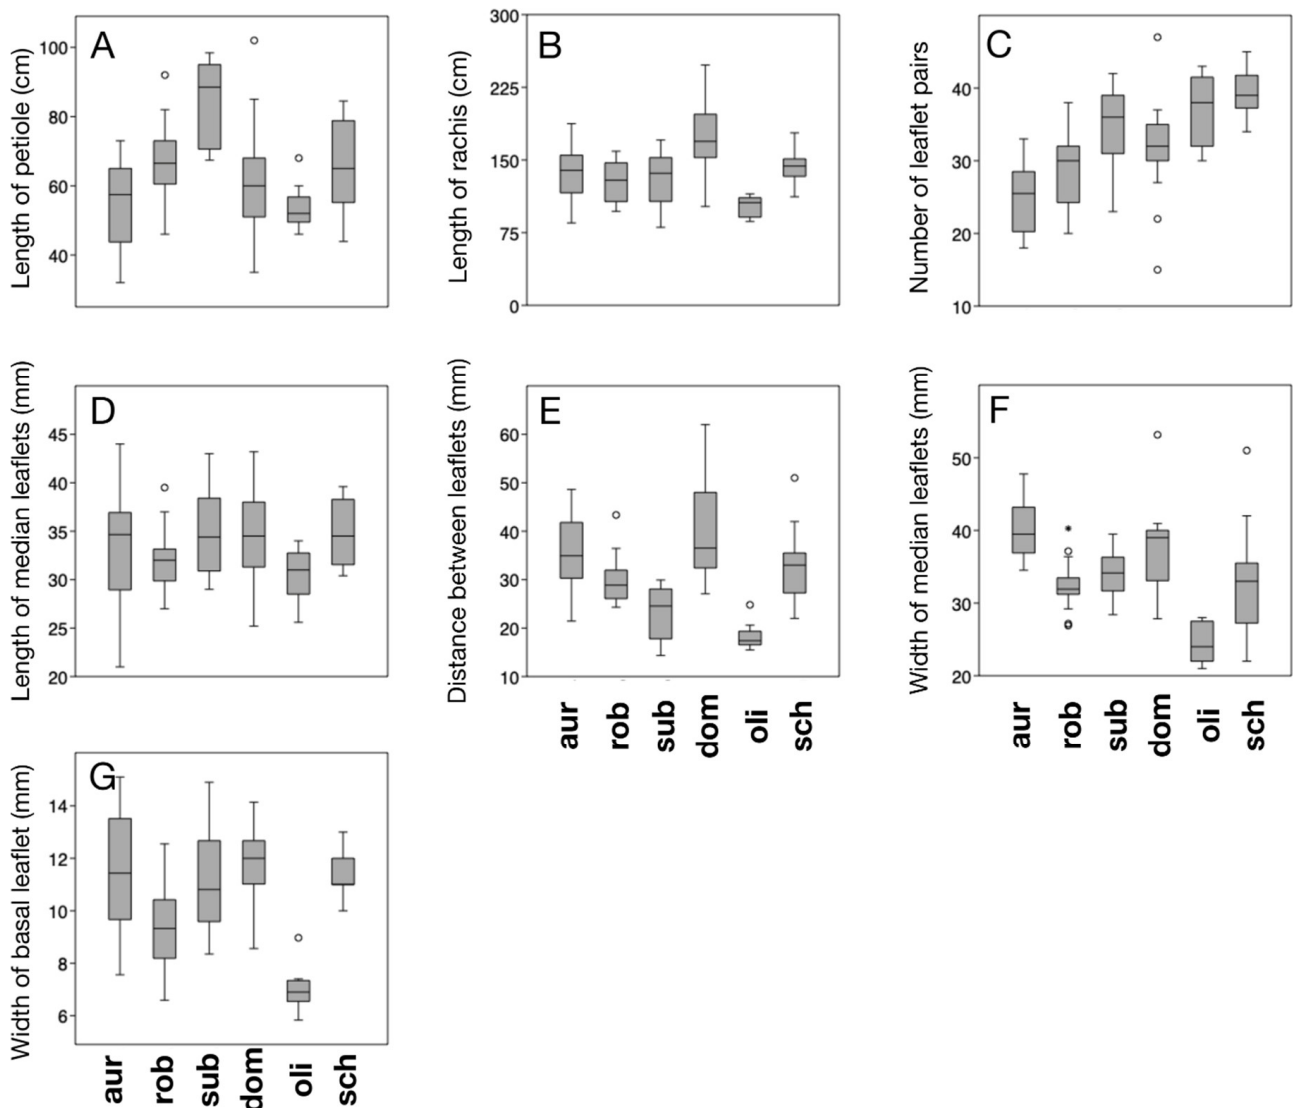 A
Length of petiole (cm)
100
80
60
40
B
Length of rachis (cm)
300
225
150
75
0
C
Number of leaflet pairs
40
30
20
10
D
Length of median leaflets (mm)
45
40
35
30
25
20
E
Distance between leaflets (mm)
60
50
40
30
20
10
aur rob sub dom oli sch
F
Width of median leaflets (mm)
50
40
30
20
aur rob sub dom oli sch
G
Width of basal leaflet (mm)
14
12
10
8
6
aur rob sub dom oli sch